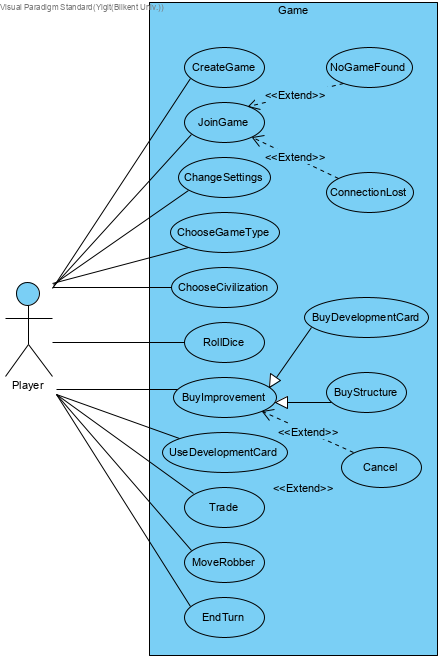 Visual Paradigm Standard(Yigit(Bilkent Univ.))
Game
CreateGame
NoGameFound
<<Extend>>
JoinGame
<<Extend>>
ChangeSettings
ConnectionLost
ChooseGameType
ChooseCivilization
BuyDevelopmentCard
RollDice
Player
BuyImprovement
BuyStructure
<<Extend>>
UseDevelopmentCard
Cancel
<<Extend>>
Trade
MoveRobber
EndTurn